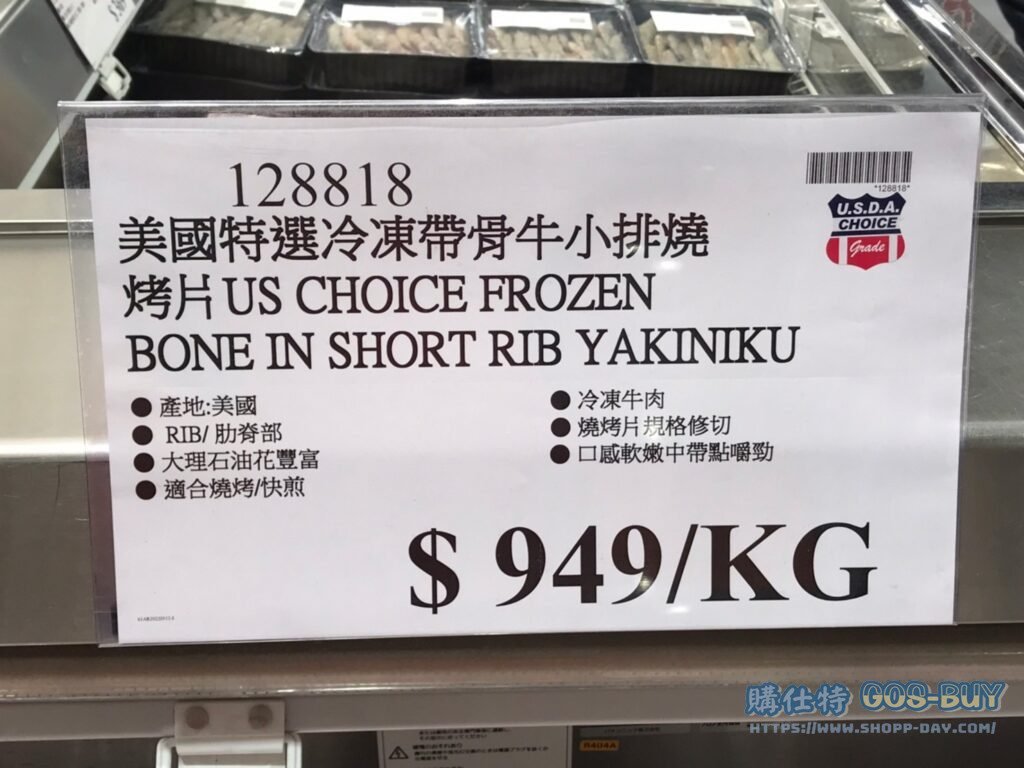 128818
*128818*
U.S.D.A.
CHOICE
Grade
美國特選冷凍帶骨牛小排燒
烤片US CHOICE FROZEN
BONE IN SHORT RIB YAKINIKU
● 產地:美國
● RIB/ 肋脊部
● 大理石油花豐富
● 適合燒烤/快煎
● 冷凍牛肉
● 燒烤片規格修切
● 口感軟嫩中帶點嚼勁
$ 949/KG
購仕特 GOS-BUY
HTTPS://WWW.SHOPP-DAY.COM/
R404A